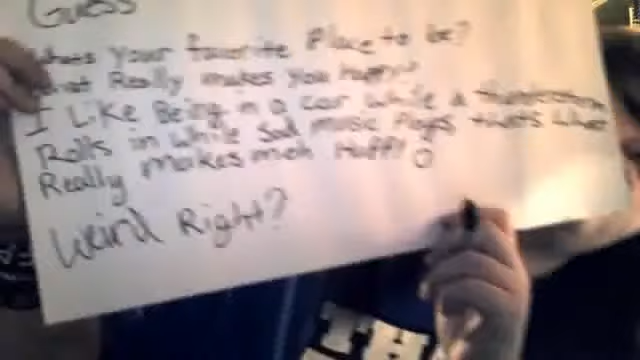 Guess
whats your favorite Place to be?
what Really makes you happy?
I Like Being in a car while a thunderstorm
Rolls in while sad music Plays thats what
Really makes meh Happy
Weird Right?
TH